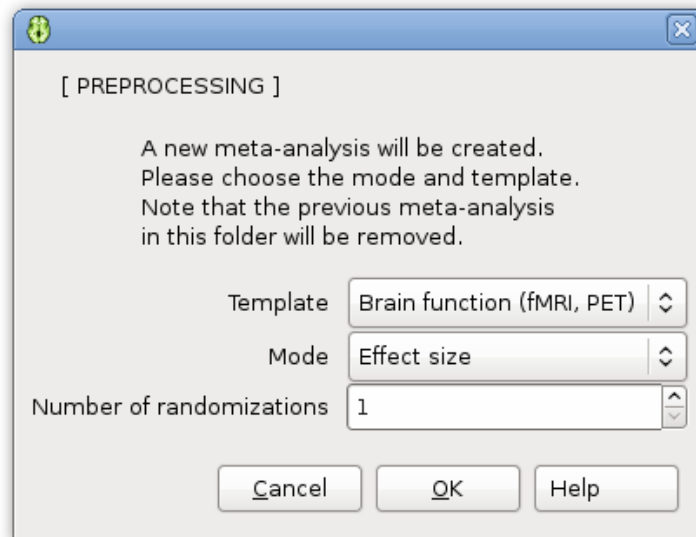 [ PREPROCESSING ]
A new meta-analysis will be created.
Please choose the mode and template.
Note that the previous meta-analysis
in this folder will be removed.
Template Brain function (fMRI, PET)
Mode Effect size
Number of randomizations 1
Cancel OK Help